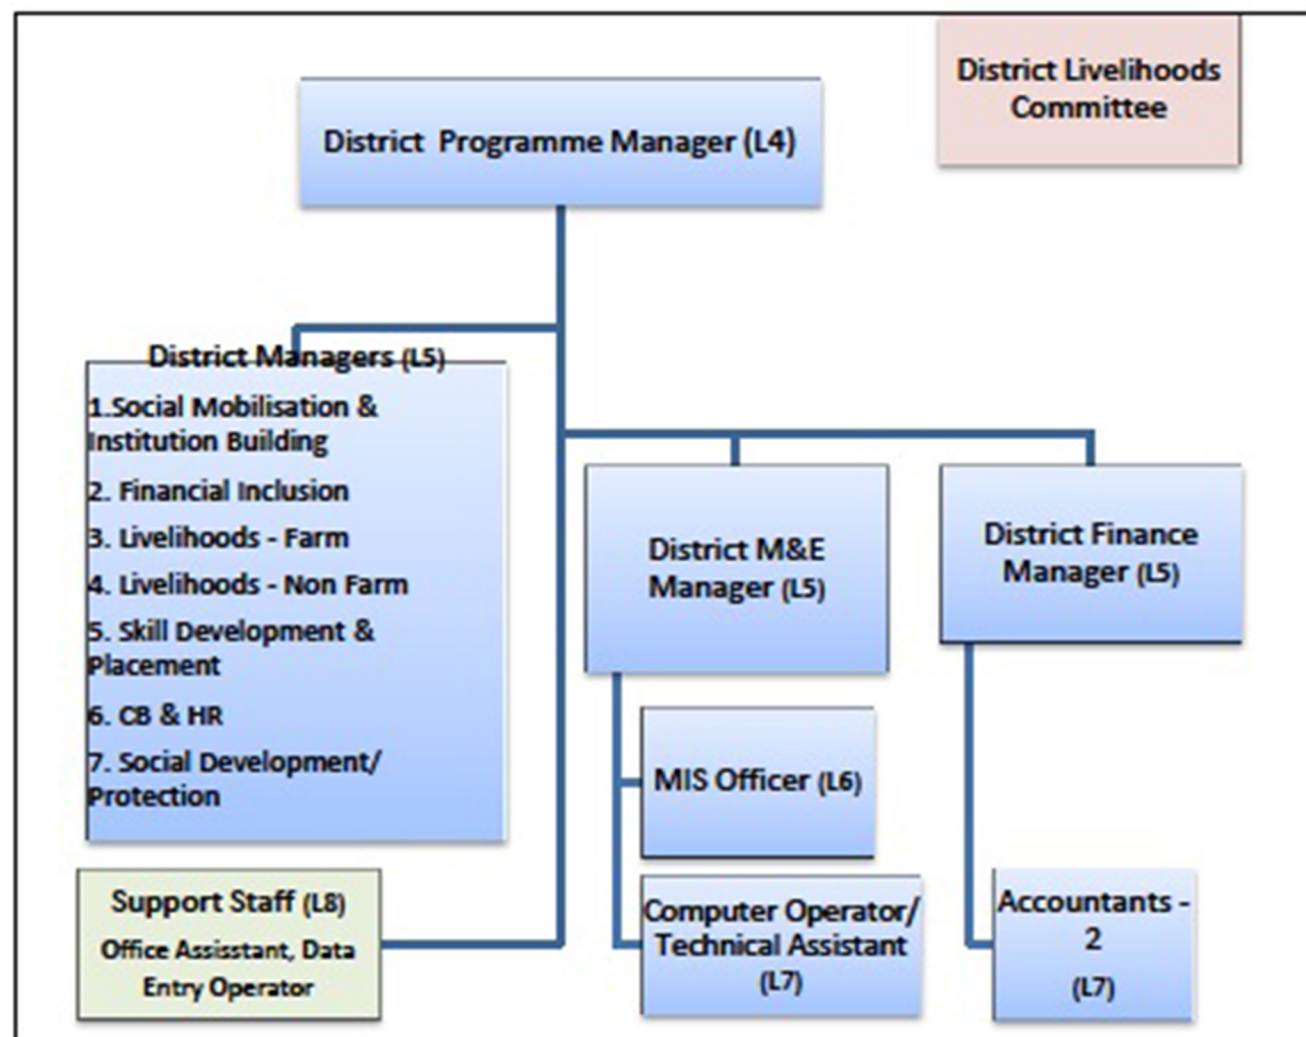 District Livelihoods
Committee
District Programme Manager (L4)
District Managers (L5)
1.Social Mobilisation &
Institution Building
2. Financial Inclusion
3. Livelihoods - Farm
4. Livelihoods - Non Farm
5. Skill Development &
Placement
6. CB & HR
7. Social Development/
Protection
District M&E
Manager (L5)
District Finance
Manager (L5)
MIS Officer (L6)
Computer Operator/
Technical Assistant
(L7)
Accountants -
2
(L7)
Support Staff (L8)
Office Assisstant, Data
Entry Operator